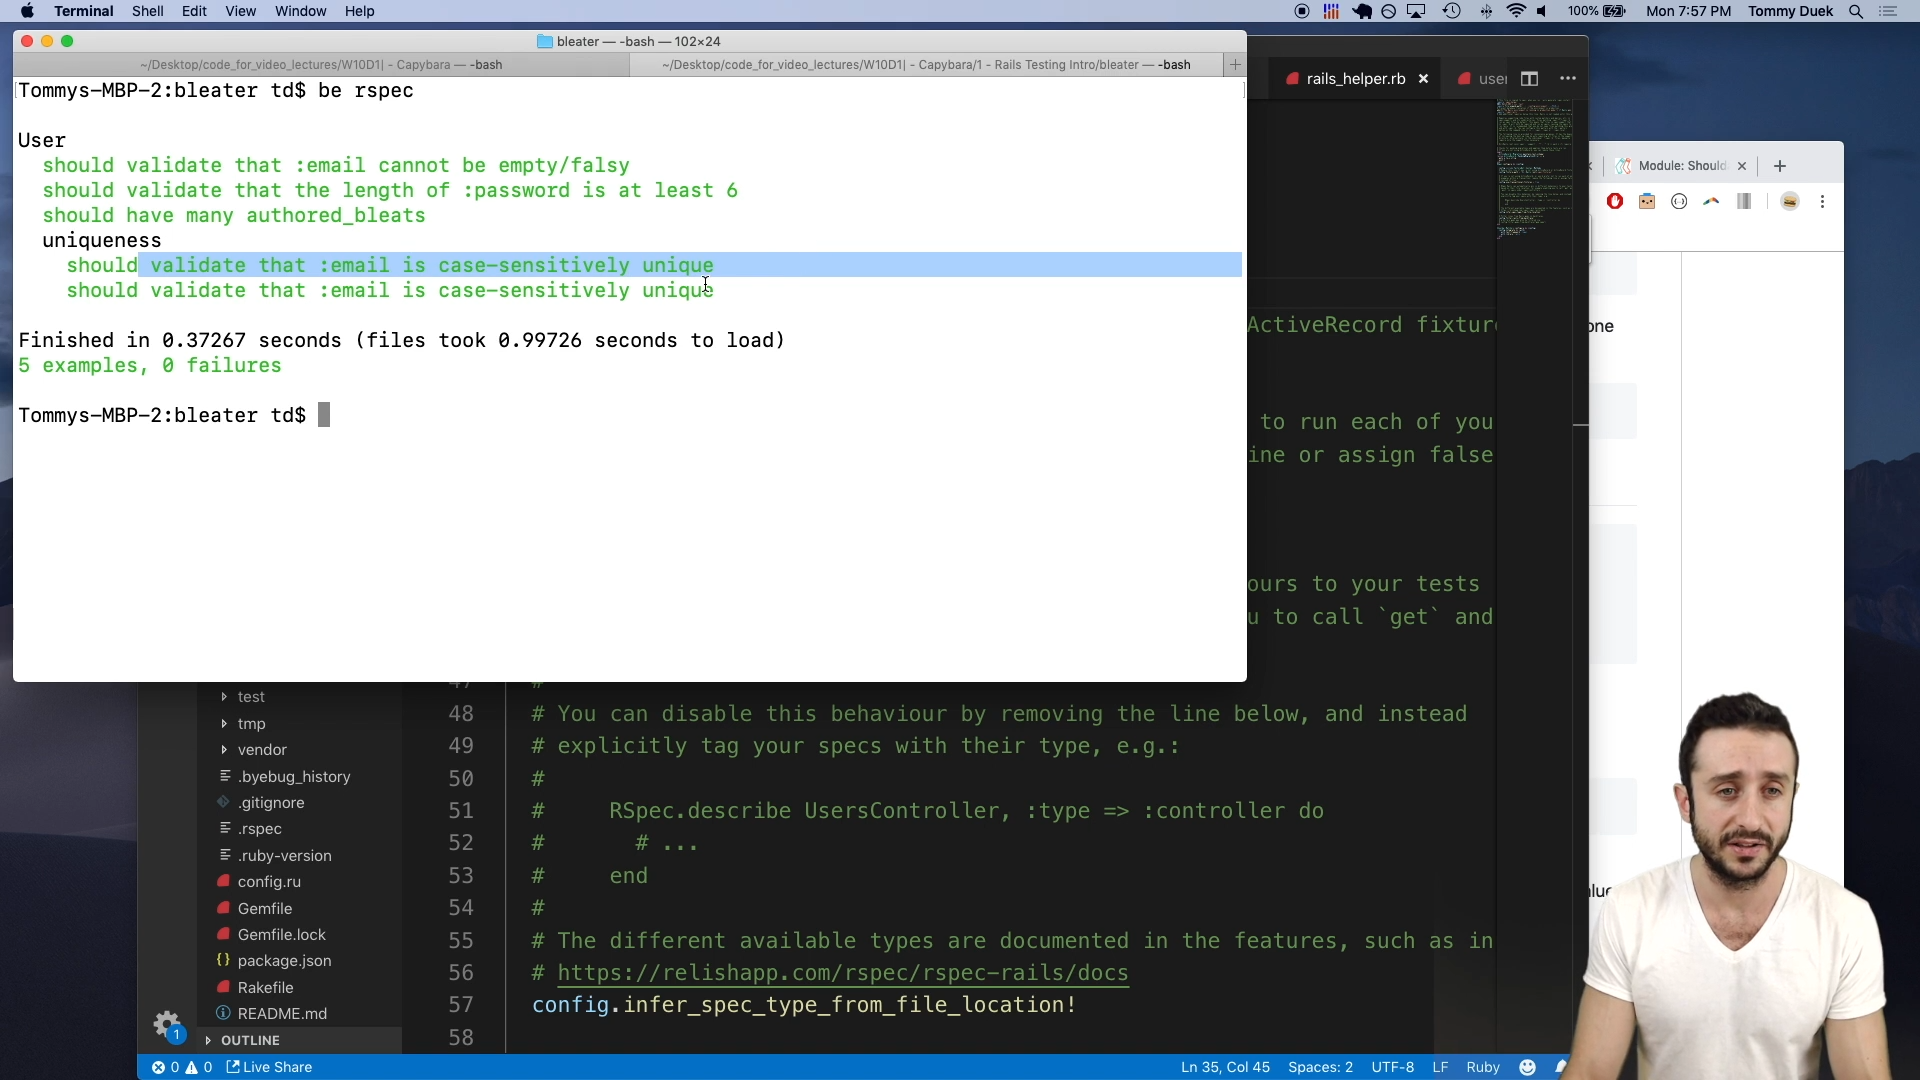 Terminal Shell Edit View Window Help
100% Mon 7:57 PM Tommy Duek
bleater — -bash — 102×24
~/Desktop/code_for_video_lectures/W10D1| - Capybara — -bash
~/Desktop/code_for_video_lectures/W10D1| - Capybara/1 - Rails Testing Intro/bleater — -bash
rails_helper.rb
Module: Should
Tommys-MBP-2:bleater td$ be rspec
User
should validate that :email cannot be empty/falsy
should validate that the length of :password is at least 6
should have many authored_bleats
uniqueness
should validate that :email is case-sensitively unique
should validate that :email is case-sensitively unique
Finished in 0.37267 seconds (files took 0.99726 seconds to load)
5 examples, 0 failures
Tommys-MBP-2:bleater td$
ActiveRecord fixtur
one
to run each of you
ine or assign false
ours to your tests
u to call `get` and
test
tmp
vendor
.byebug_history
.gitignore
.rspec
.ruby-version
config.ru
Gemfile
Gemfile.lock
package.json
Rakefile
README.md
OUTLINE
1
47 #
48 # You can disable this behaviour by removing the line below, and instead
49 # explicitly tag your specs with their type, e.g.:
50 #
51 # RSpec.describe UsersController, :type => :controller do
52 # # ...
53 # end
54 #
55 # The different available types are documented in the features, such as in
56 # https://relishapp.com/rspec/rspec-rails/docs
57 config.infer_spec_type_from_file_location!
58
0 0 Live Share
Ln 35, Col 45 Spaces: 2 UTF-8 LF Ruby